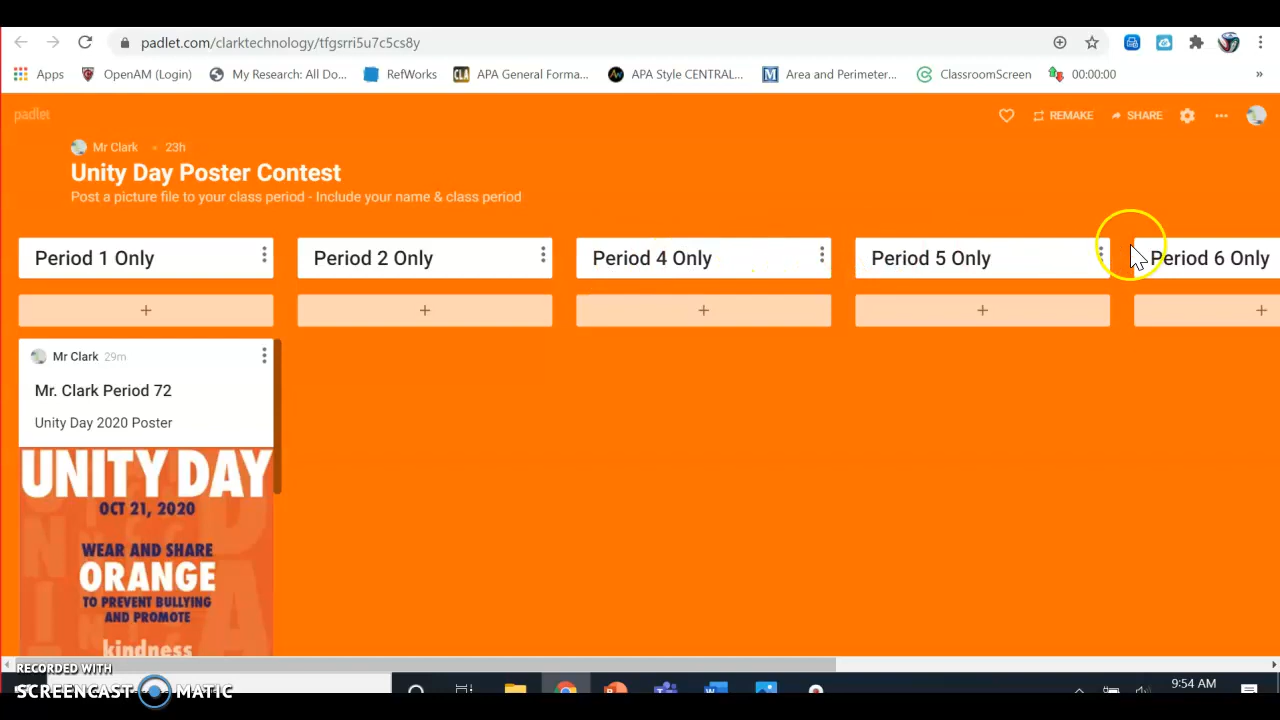 padlet.com/clarktechnology/tfgsrri5u7c5cs8y
Apps OpenAM (Login) My Research: All Do... RefWorks CLA APA General Forma... APA Style CENTRAL... M Area and Perimeter... ClasroomScreen 00:00:00 »
padlet
REMAKE SHARE
Mr Clark • 23h
Unity Day Poster Contest
Post a picture file to your class period - Include your name & class period
Period 1 Only Period 2 Only Period 4 Only Period 5 Only Period 6 Only
+ + + + +
Mr Clark 29m
Mr. Clark Period 72
Unity Day 2020 Poster
UNITY DAY
OCT 21, 2020
WEAR AND SHARE
ORANGE
TO PREVENT BULLYING
AND PROMOTE
kindness
RECORDED WITH
SCREENCAST MATIC
9:54 AM